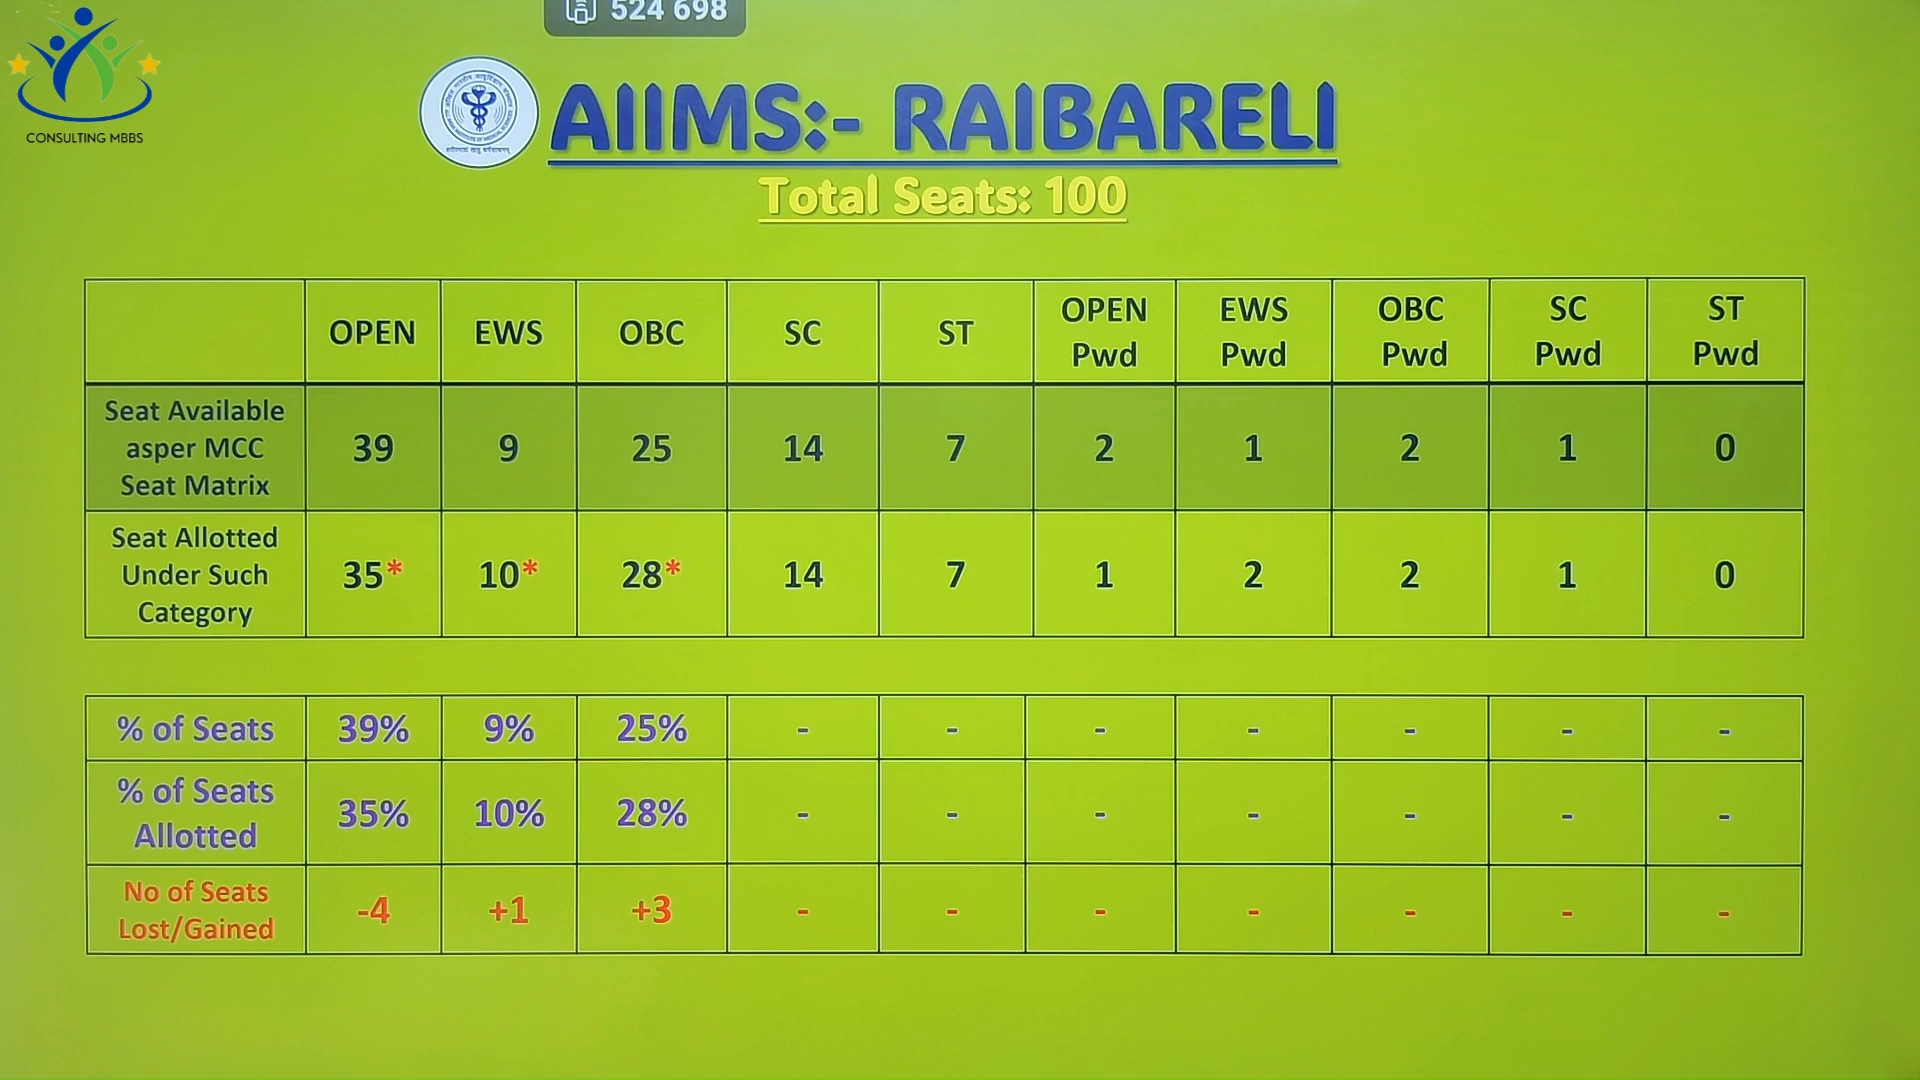 524 698
CONSULTING MBBS
AIIMS:- RAIBARELI
Total Seats: 100
OPEN EWS OBC SC ST OPEN Pwd EWS Pwd OBC Pwd SC Pwd ST Pwd
Seat Available
asper MCC
Seat Matrix
39 9 25 14 7 2 1 2 1 0
Seat Allotted
Under Such
Category
35* 10* 28* 14 7 1 2 2 1 0
% of Seats 39% 9% 25% - - - - - - -
% of Seats
Allotted
35% 10% 28% - - - - - - -
No of Seats
Lost/Gained
-4 +1 +3 - - - - - - -